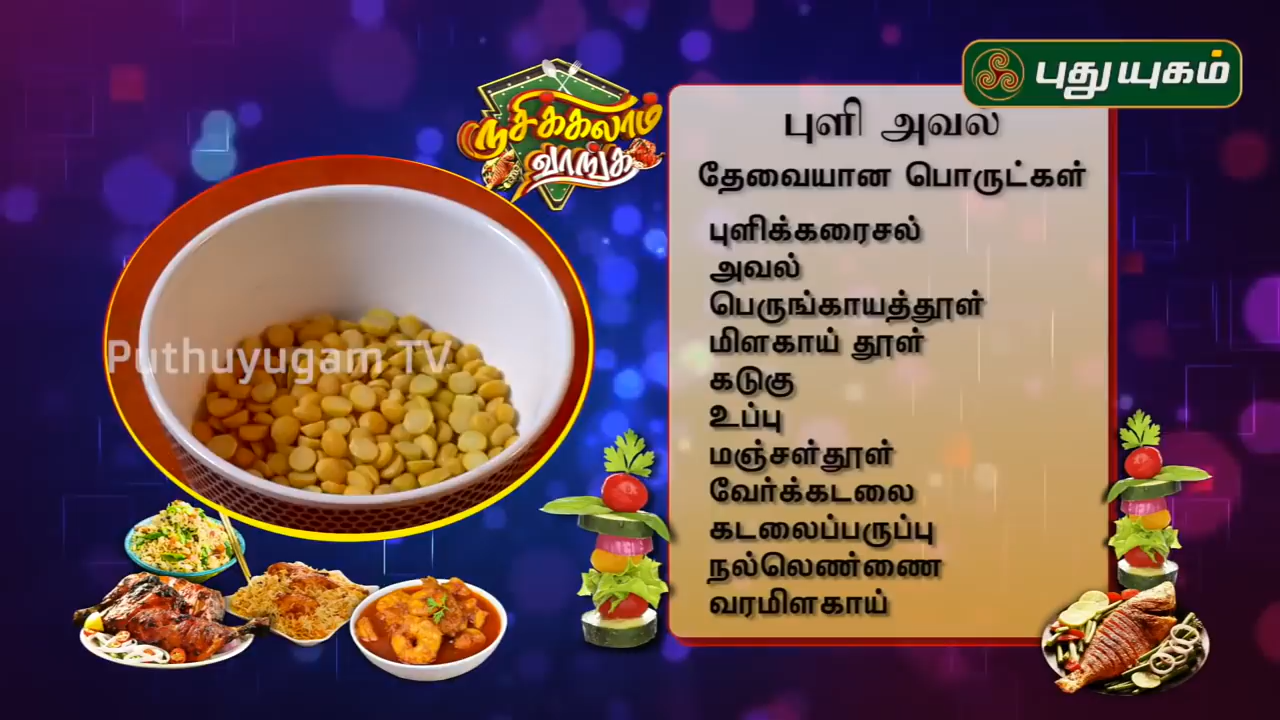 புதுயுகம்
ருசிக்கலாம்
வாங்க
புளி அவல்
தேவையான பொருட்கள்
புளிக்கரைசல்
அவல்
பெருங்காயத்தூள்
மிளகாய் தூள்
கடுகு
உப்பு
மஞ்சள்தூள்
வேர்க்கடலை
கடலைப்பருப்பு
நல்லெண்ணை
வரமிளகாய்
Puthuyugam TV